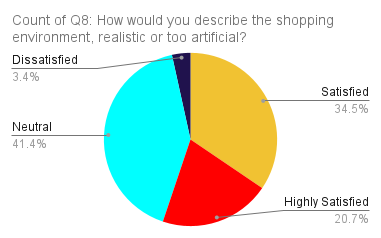 Count of Q8: How would you describe the shopping
environment, realistic or too artificial?
Dissatisfied
3.4%
Satisfied
34.5%
Neutral
41.4%
Highly Satisfied
20.7%